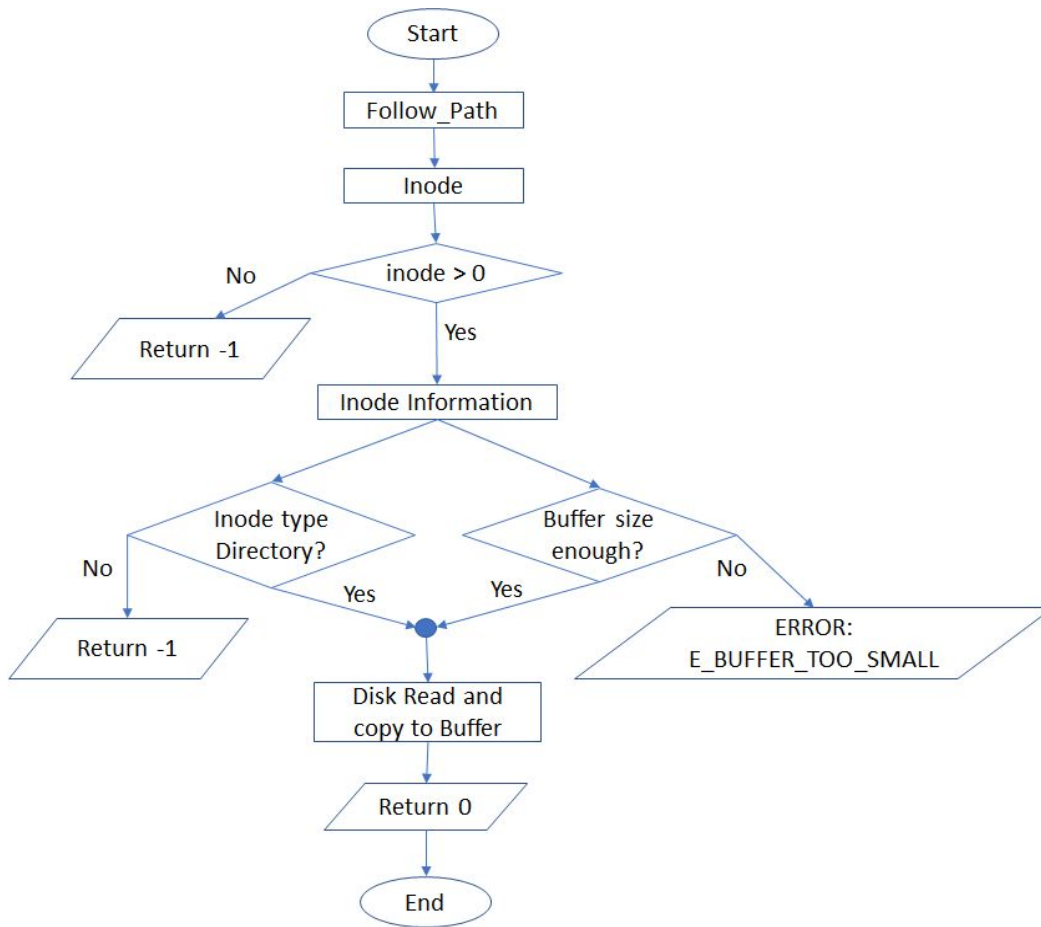 Start
Follow_Path
Inode
inode > 0
No
Yes
Return -1
Inode Information
Inode type
Directory?
Buffer size
enough?
No
Yes
Yes
No
Return -1
ERROR:
E_BUFFER_TOO_SMALL
Disk Read and
copy to Buffer
Return 0
End